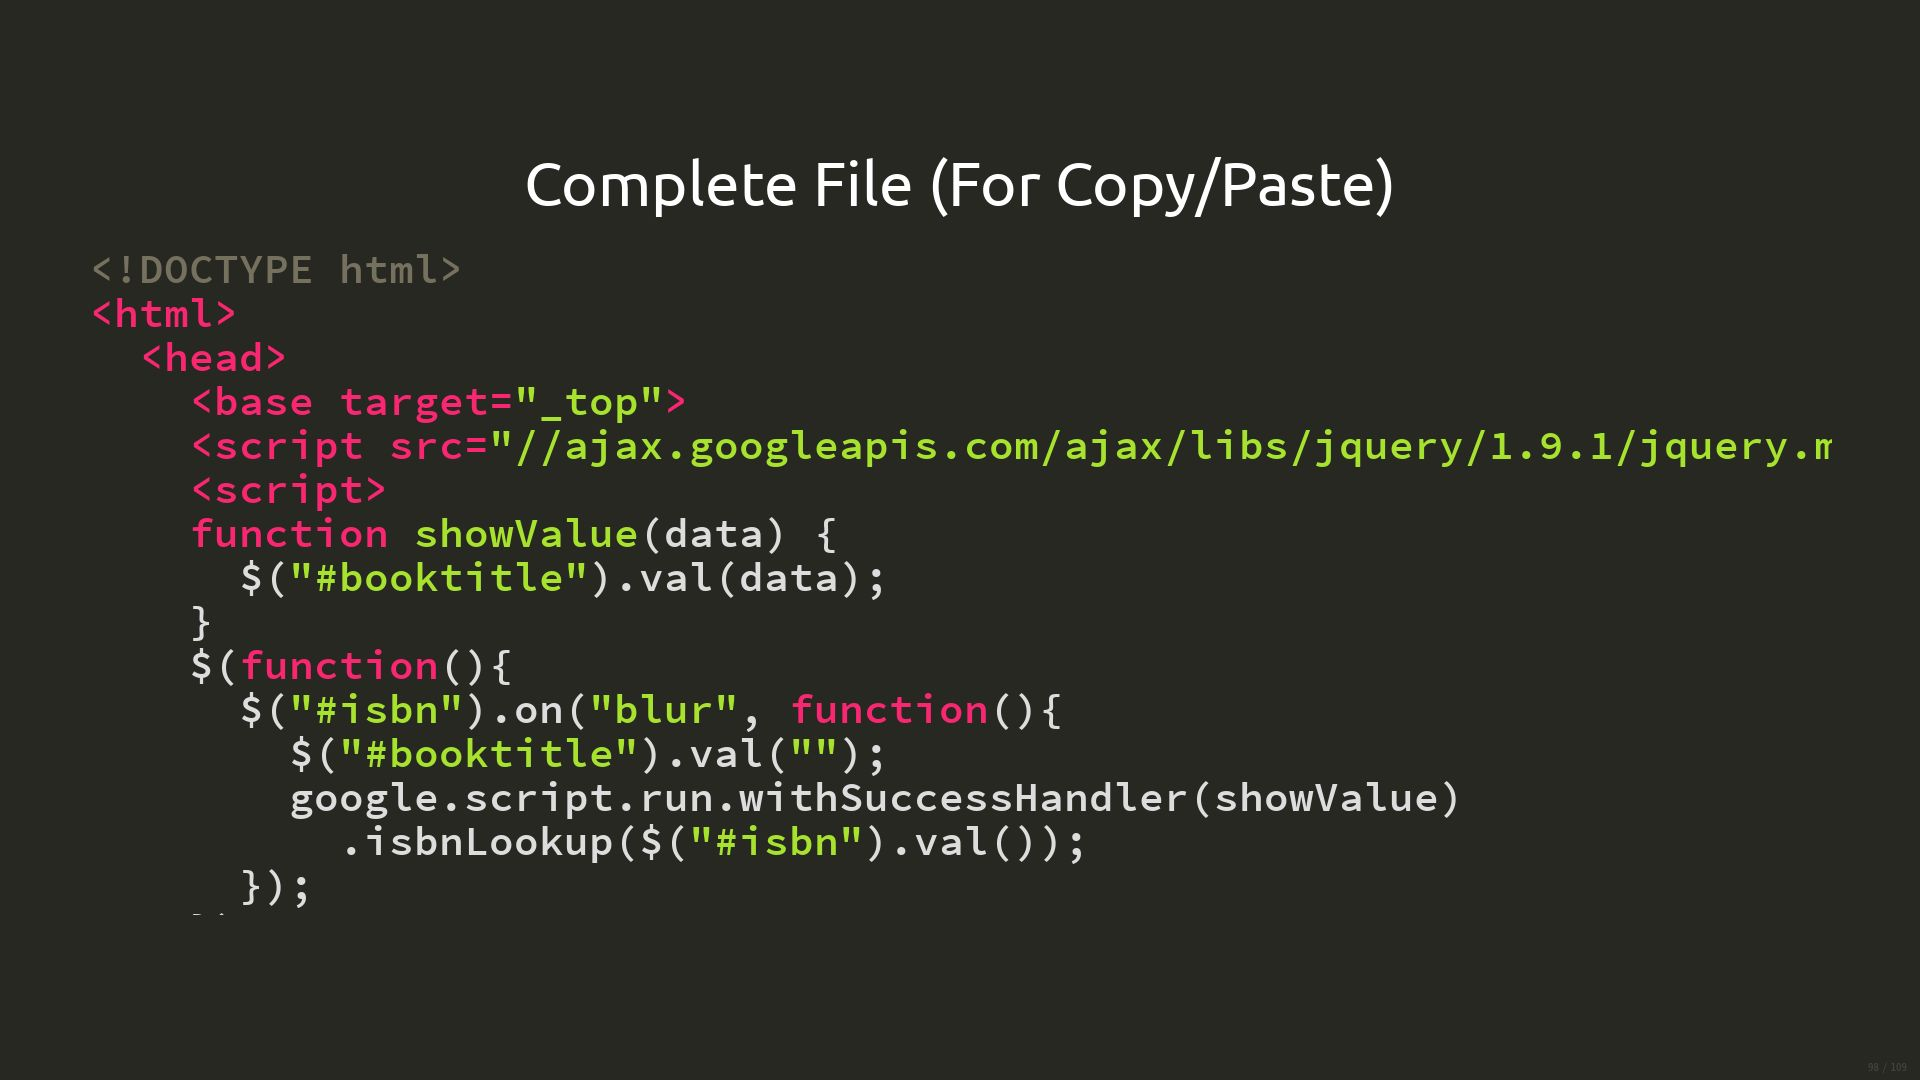 Complete File (For Copy/Paste)
<!DOCTYPE html>
<html>
  <head>
    <base target="_top">
    <script src="//ajax.googleapis.com/ajax/libs/jquery/1.9.1/jquery.m
    <script>
    function showValue(data) {
      $("#booktitle").val(data);
    }
    $(function(){
      $("#isbn").on("blur", function(){
        $("#booktitle").val("");
        google.script.run.withSuccessHandler(showValue)
          .isbnLookup($("#isbn").val());
      });
98 / 109